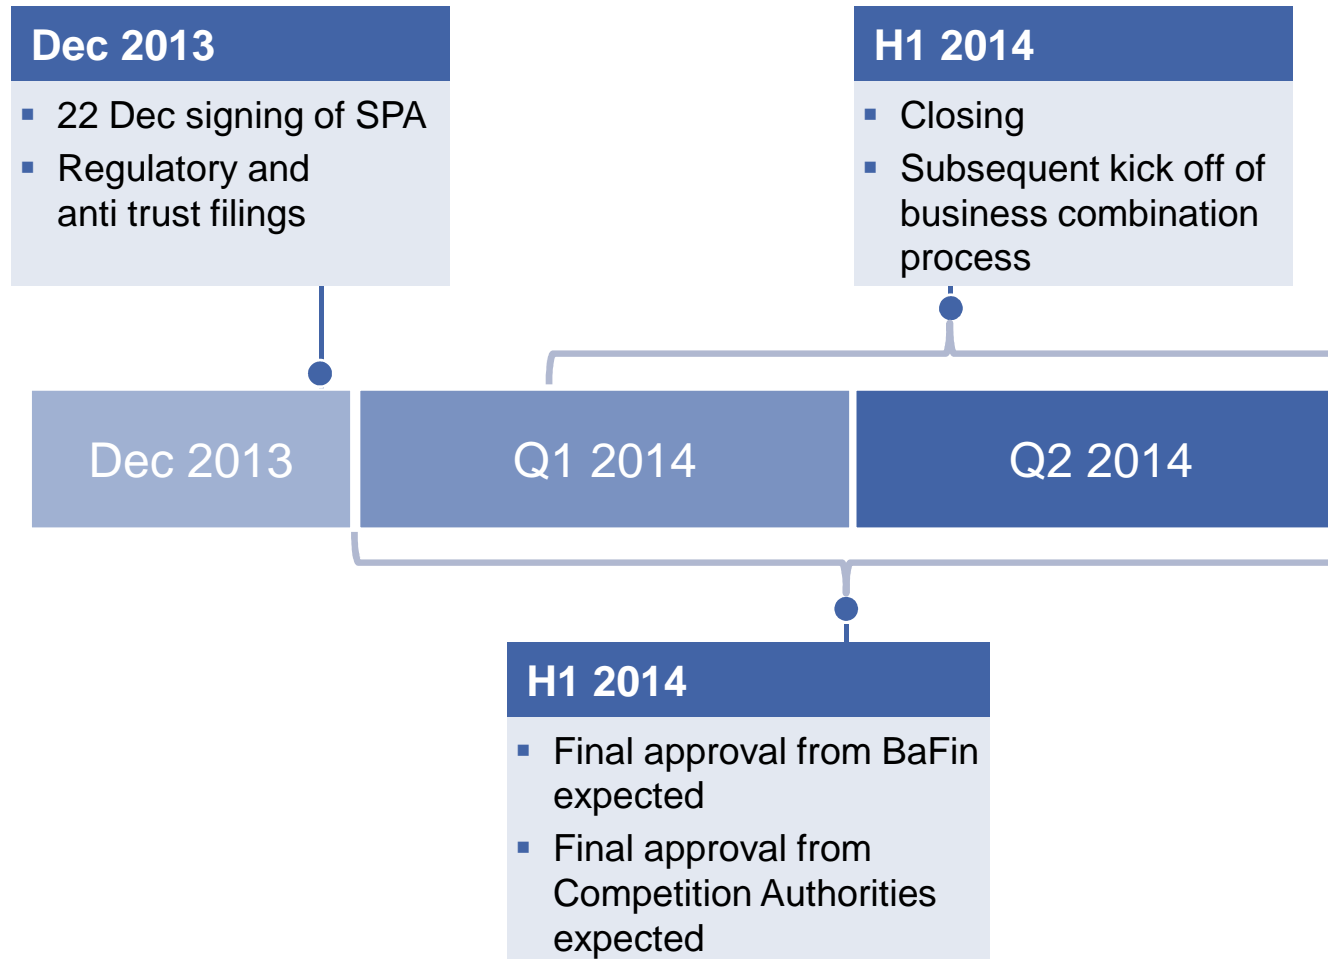 Dec 2013
22 Dec signing of SPA
Regulatory and
anti trust filings
H1 2014
Closing
Subsequent kick off of
business combination
process
Dec 2013
Q1 2014
Q2 2014
H1 2014
Final approval from BaFin
expected
Final approval from
Competition Authorities
expected